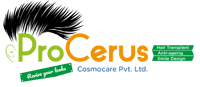 ProCerus
Hair Transplant
Anti-ageing
Smile Design
Revive your looks
Cosmocare Pvt. Ltd.